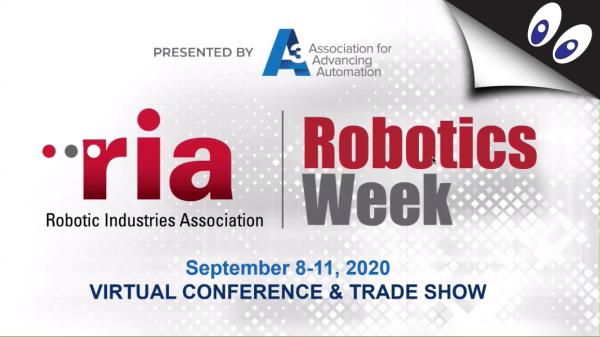 PRESENTED BY
A3 Association for
Advancing
Automation
ria
Robotic Industries Association
Robotics
Week
September 8-11, 2020
VIRTUAL CONFERENCE & TRADE SHOW